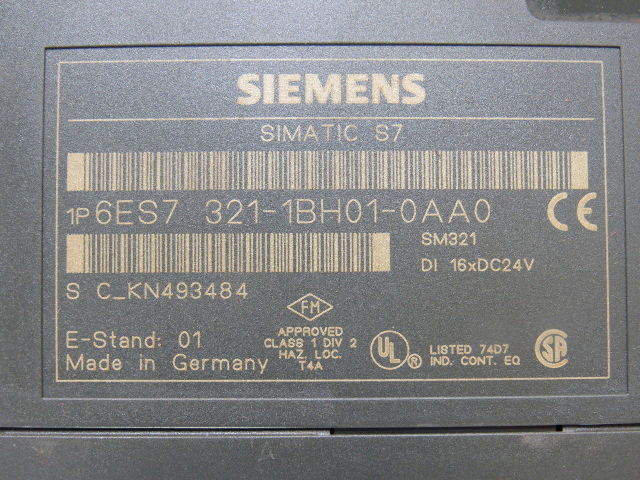 SIEMENS
SIMATIC S7
1P 6ES7 321-1BH01-0AA0
CE
SM321
DI 16xDC24V
S C_KN493484
FM
APPROVED
CLASS 1 DIV 2
HAZ. LOC.
T4A
E-Stand: 01
Made in Germany
UL ®
LISTED 74D7
IND. CONT. EQ
SA